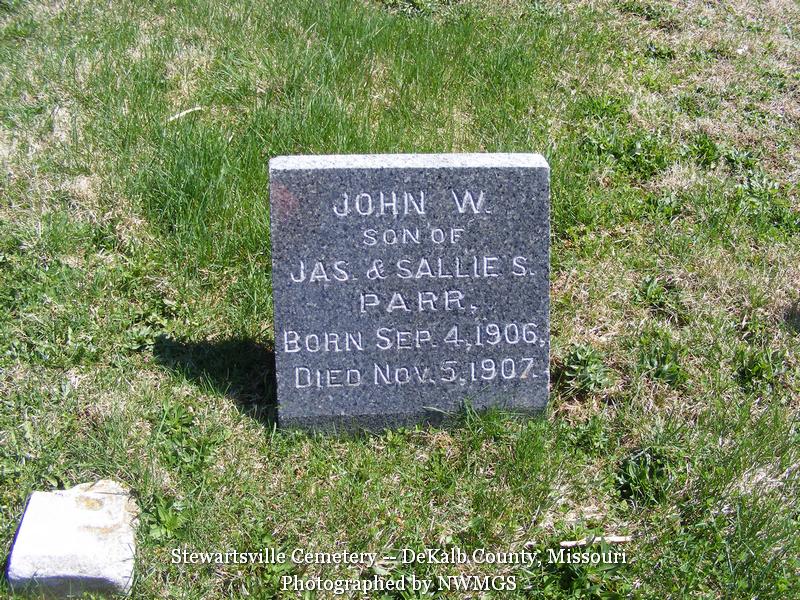 JOHN W.
SON OF
JAS. & SALLIE S.
PARR,
BORN SEP. 4, 1906,
DIED NOV. 5, 1907.
Stewartsville Cemetery -- DeKalb County, Missouri
Photographed by NWMGS